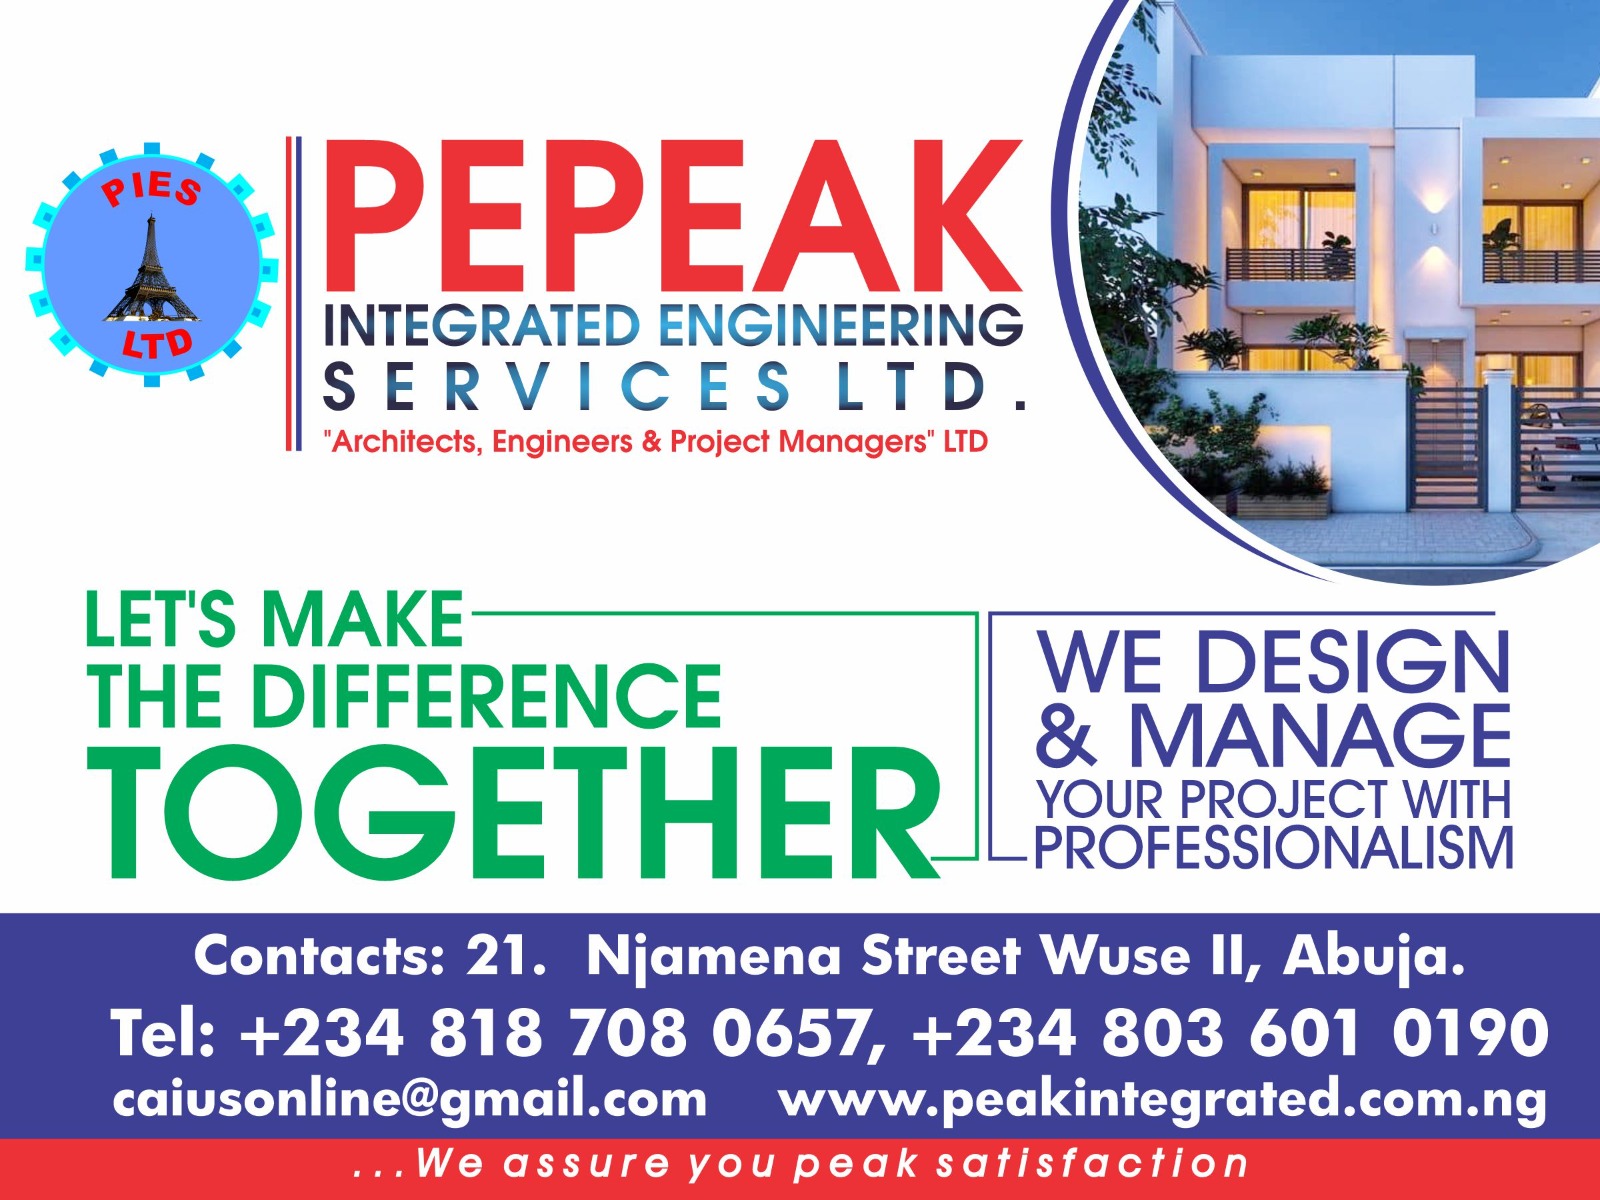 PIES
LTD
PEPEAK
INTEGRATED ENGINEERING
SERVICES LTD.
"Architects, Engineers & Project Managers" LTD
LET'S MAKE
THE DIFFERENCE
TOGETHER
WE DESIGN
& MANAGE
YOUR PROJECT WITH
PROFESSIONALISM
Contacts: 21. Njamena Street Wuse II, Abuja.
Tel: +234 818 708 0657, +234 803 601 0190
caiusonline@gmail.com www.peakintegrated.com.ng
...We assure you peak satisfaction